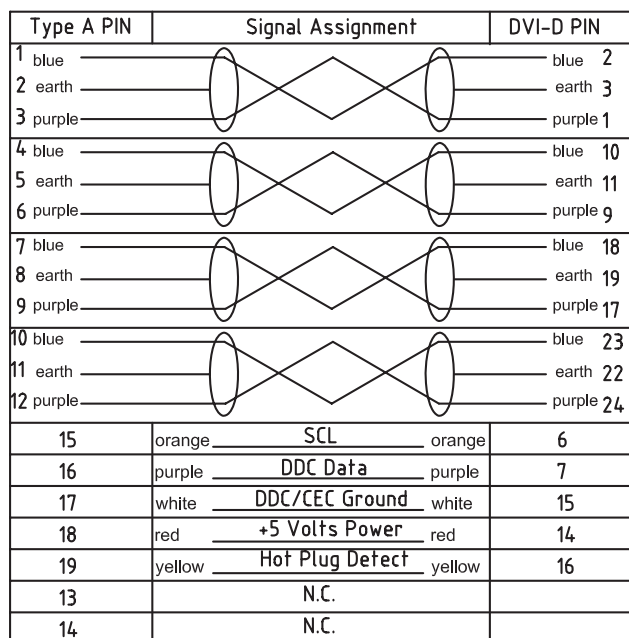 Type A PIN Signal Assignment DVI-D PIN
1 blue blue 2
2 earth earth 3
3 purple purple 1
4 blue blue 10
5 earth earth 11
6 purple purple 9
7 blue blue 18
8 earth earth 19
9 purple purple 17
10 blue blue 23
11 earth earth 22
12 purple purple 24
15 orange SCL orange 6
16 purple DDC Data purple 7
17 white DDC/CEC Ground white 15
18 red +5 Volts Power red 14
19 yellow Hot Plug Detect yellow 16
13 N.C.
14 N.C.